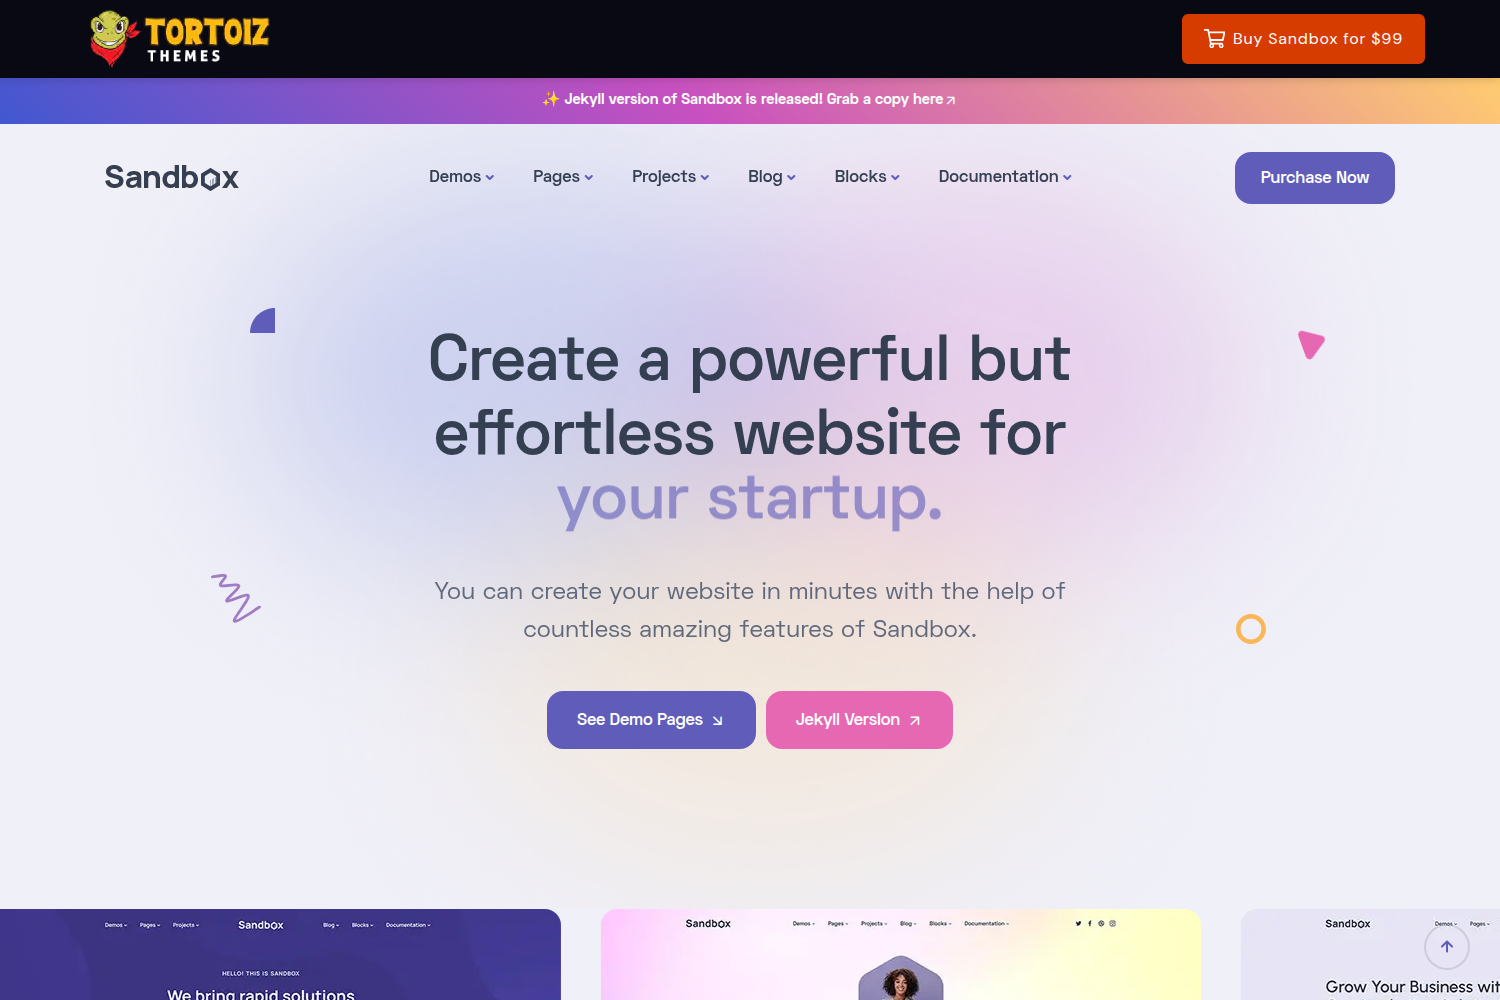 TORTOIZ
THEMES
Buy Sandbox for $99
✨ Jekyll version of Sandbox is released! Grab a copy here
Sandbox
Demos Pages Projects Blog Blocks Documentation
Purchase Now
Create a powerful but
effortless website for
your startup.
You can create your website in minutes with the help of
countless amazing features of Sandbox.
See Demo Pages
Jekyll Version
Demos Pages Projects Sandbox Blog Blocks Documentation
HELLO! THIS IS SANDBOX
We bring rapid solutions
Sandbox Demos Pages Projects Blog Blocks Documentation
Sandbox Demos Pages
Grow Your Business wit